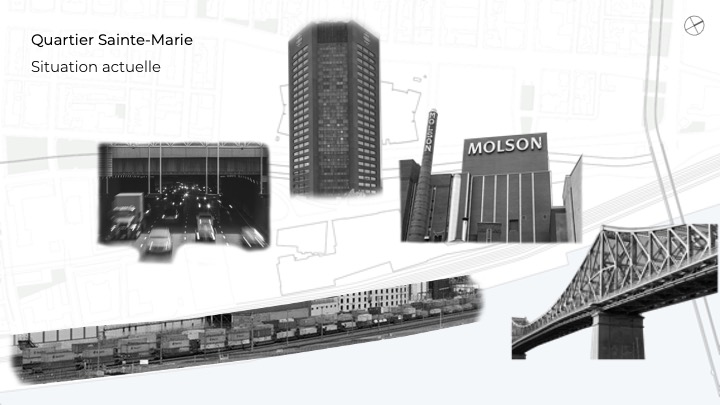 Quartier Sainte-Marie
Situation actuelle
MOLSON
MOLSON